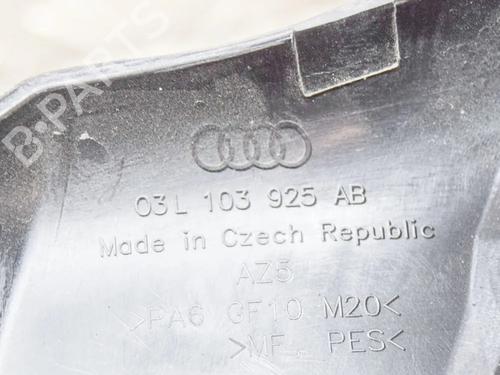 B-PARTS
03L 103 925 AB
Made in Czech Republic
AZ5
>PA6 GF10 M20<
>MF, PES<